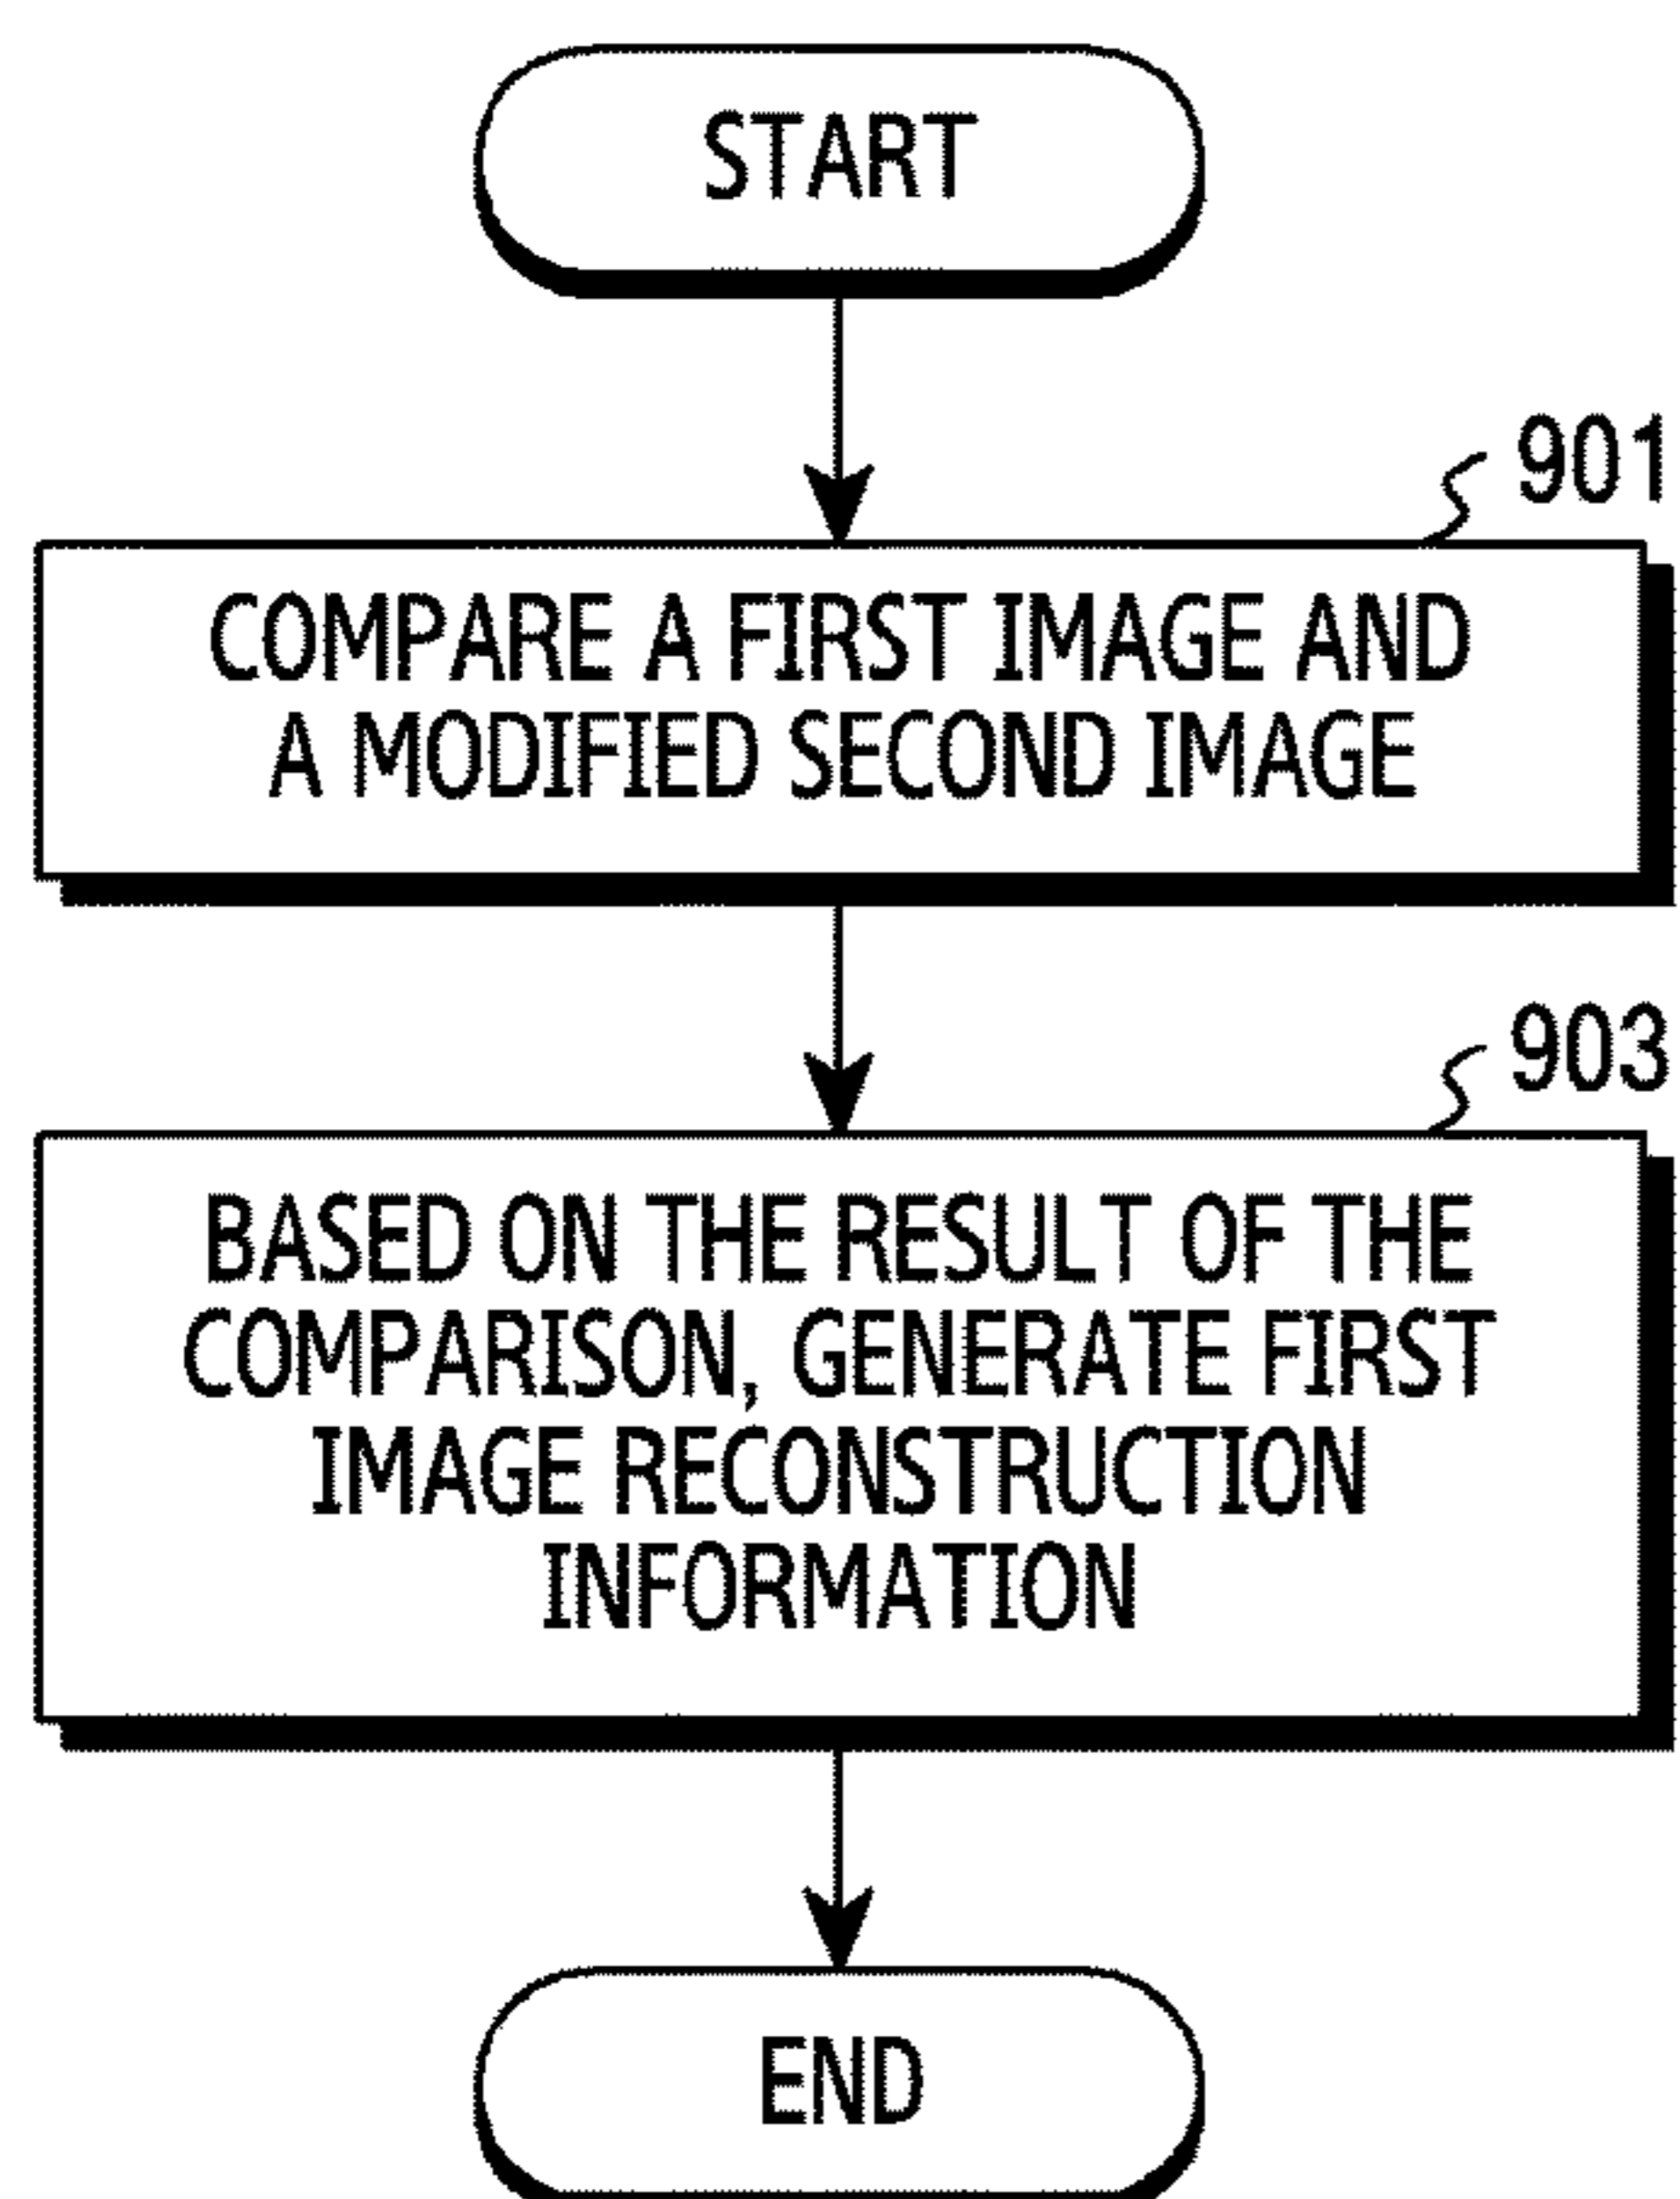 START
901
COMPARE A FIRST IMAGE AND
A MODIFIED SECOND IMAGE
903
BASED ON THE RESULT OF THE
COMPARISON, GENERATE FIRST
IMAGE RECONSTRUCTION
INFORMATION
END